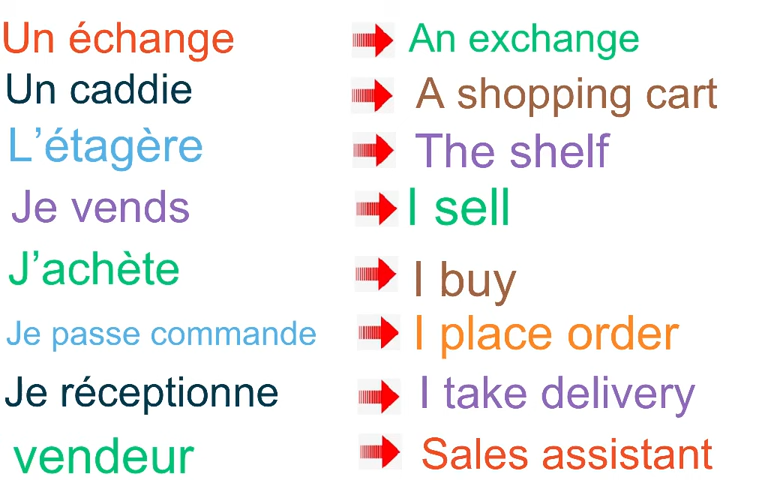 Un échange An exchange
Un caddie A shopping cart
L’étagère The shelf
Je vends I sell
J’achète I buy
Je passe commande I place order
Je réceptionne I take delivery
vendeur Sales assistant